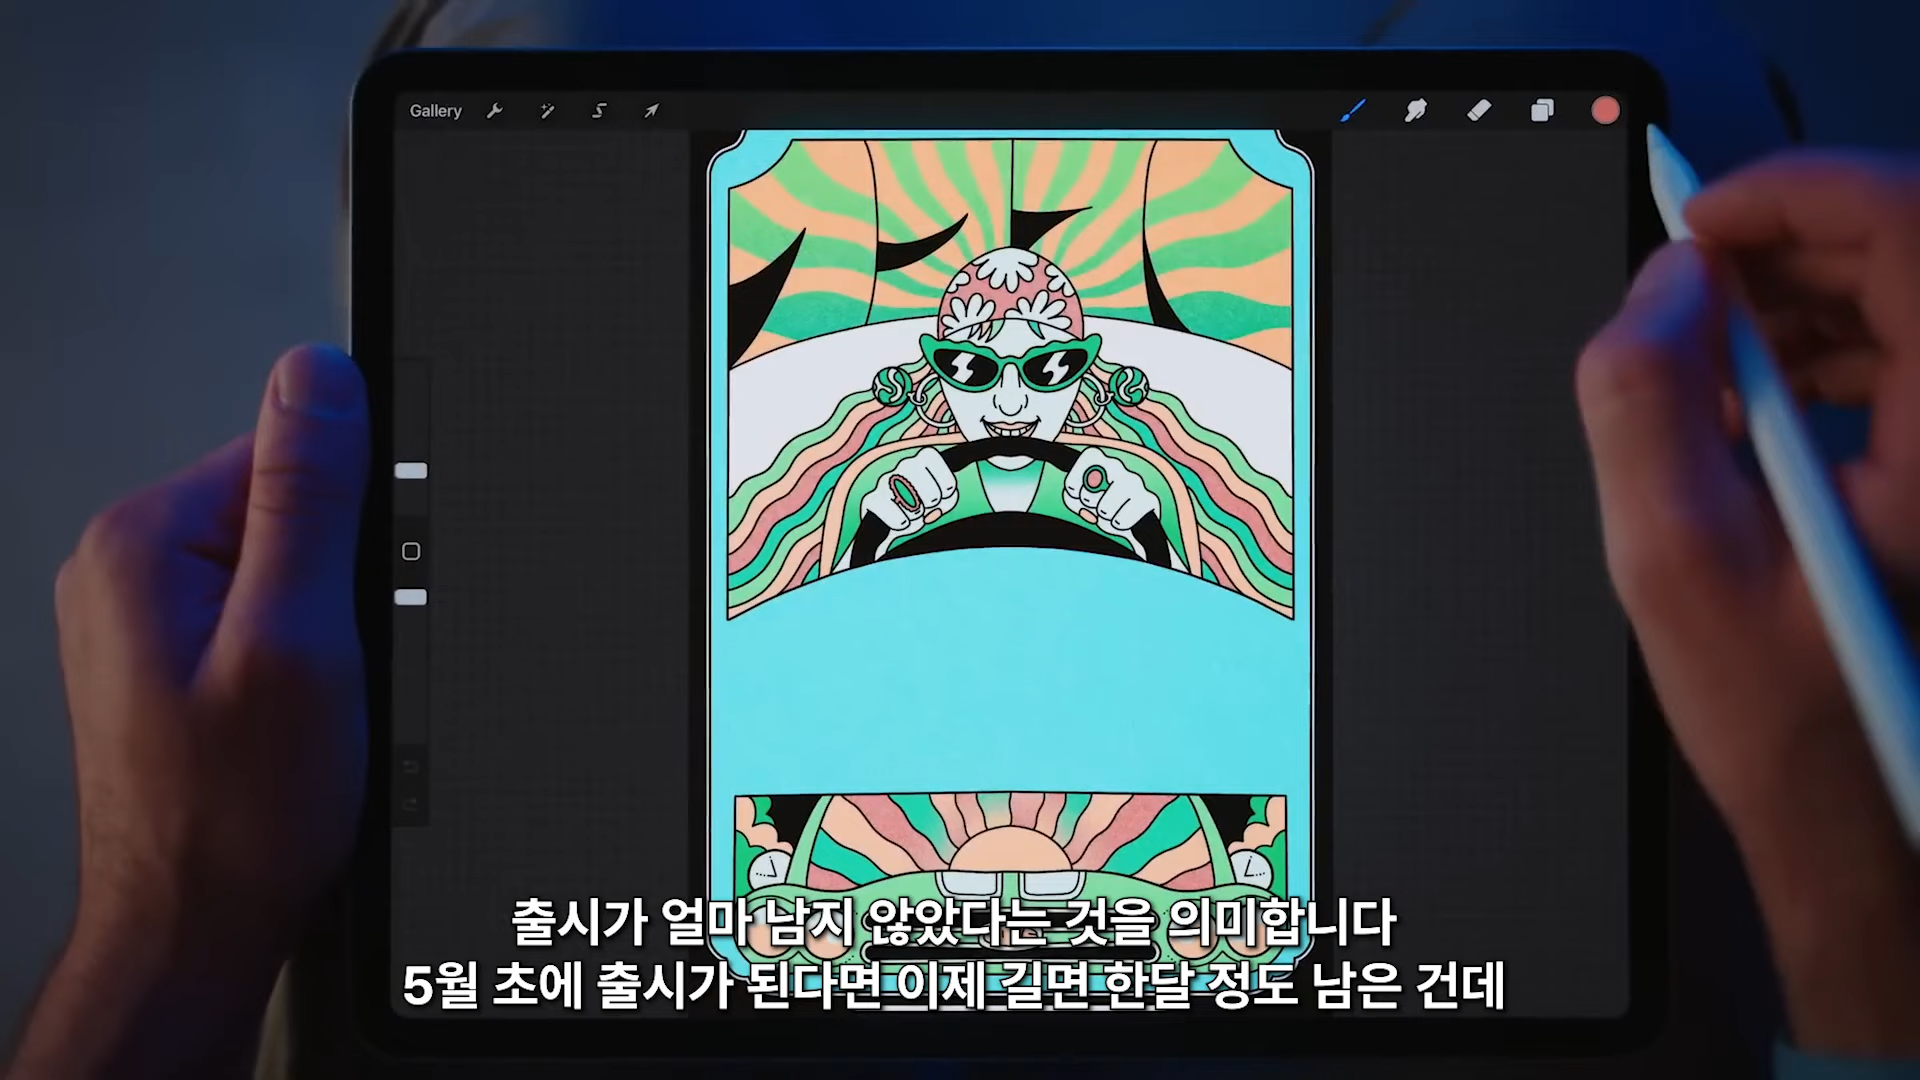 Gallery
출시가 얼마 남지 않았다는 것을 의미합니다
5월 초에 출시가 된다면 이제 길면 한달 정도 남은 건데